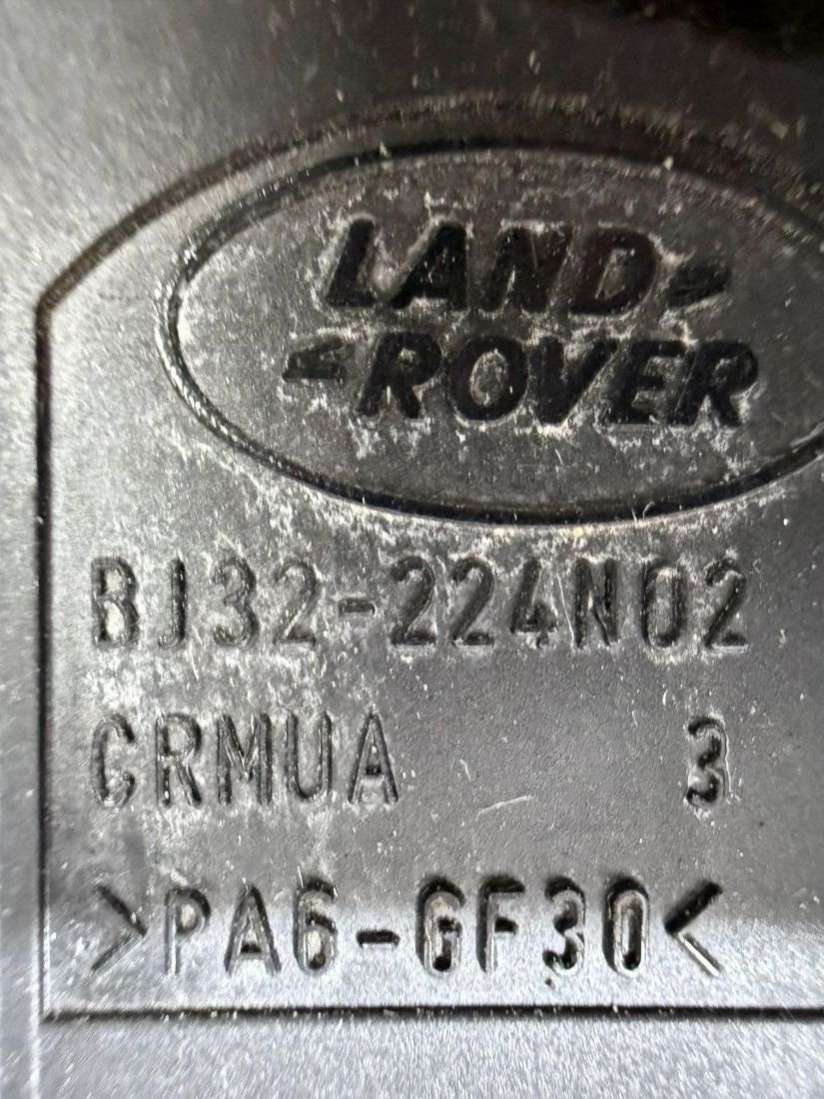 LAND-
-ROVER
BJ32-224N02
CRMUA 3
>PA6-GF30<